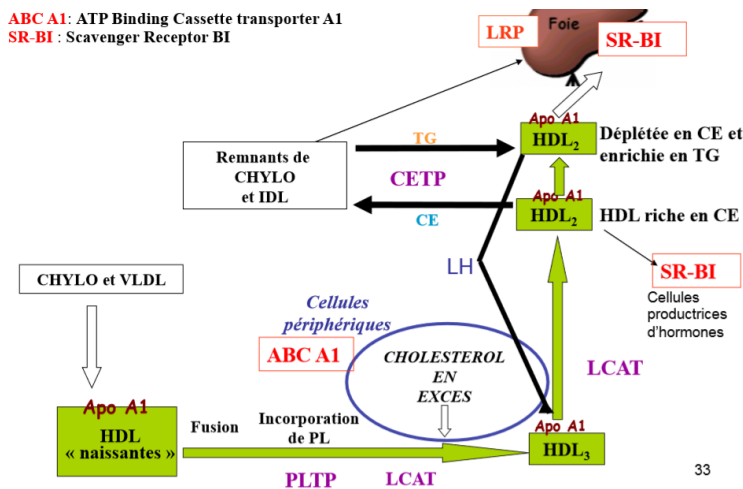 ABC A1: ATP Binding Cassette transporter A1
SR-BI : Scavenger Receptor BI
LRP
Foie
SR-BI
Apo A1
HDL2
Déplétée en CE et
enrichie en TG
TG
Remnants de
CHYLO
et IDL
CETP
CE
Apo A1
HDL2
HDL riche en CE
LH
SR-BI
Cellules
productrices
d'hormones
CHYLO et VLDL
Cellules
périphériques
ABC A1
CHOLESTEROL
EN
EXCES
LCAT
Apo A1
HDL
« naissantes »
Fusion
Incorporation
de PL
Apo A1
HDL3
PLTP
LCAT
33